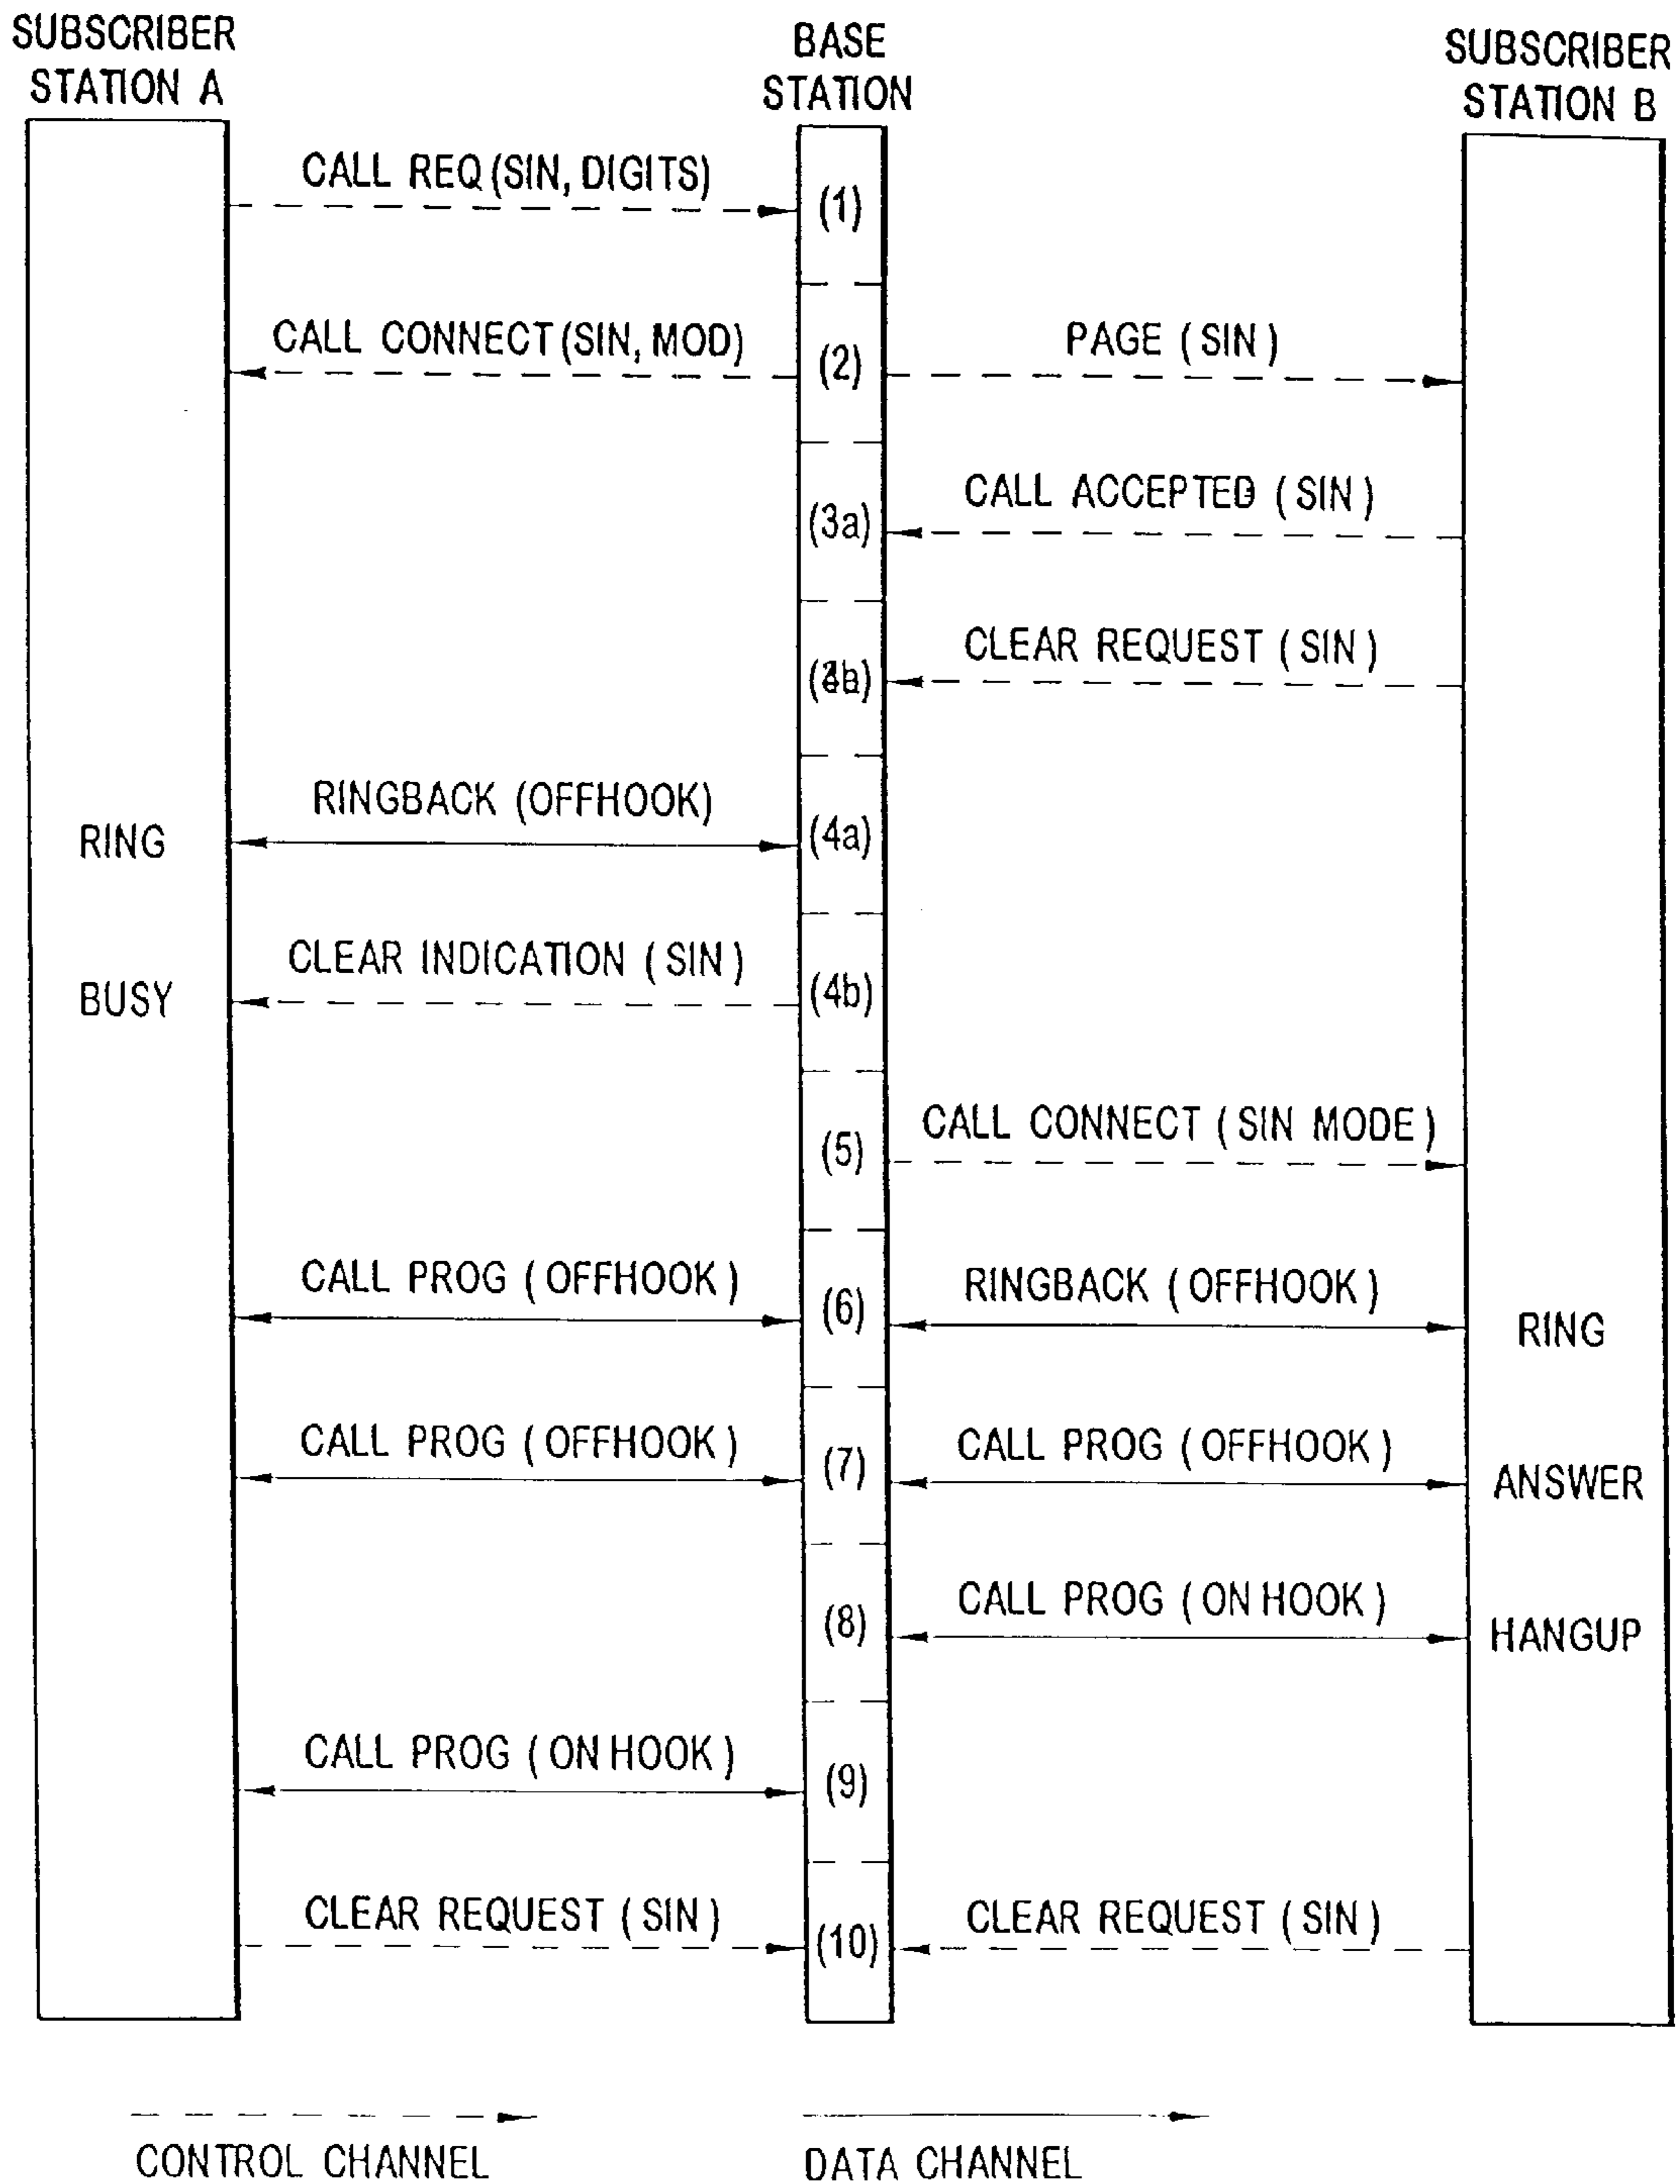 SUBSCRIBER
STATION A
BASE
STATION
SUBSCRIBER
STATION B
CALL REQ (SIN, DIGITS)
(1)
CALL CONNECT (SIN, MOD)
(2)
PAGE (SIN)
(3a)
CALL ACCEPTED (SIN)
CLEAR REQUEST (SIN)
RING
RINGBACK (OFFHOOK)
(4a)
BUSY
CLEAR INDICATION (SIN)
(4b)
(5)
CALL CONNECT (SIN MODE)
CALL PROG (OFFHOOK)
(6)
RINGBACK (OFFHOOK)
RING
CALL PROG (OFFHOOK)
(7)
CALL PROG (OFFHOOK)
ANSWER
(8)
CALL PROG (ON HOOK)
HANGUP
CALL PROG (ON HOOK)
(9)
CLEAR REQUEST (SIN)
(10)
CLEAR REQUEST (SIN)
CONTROL CHANNEL
DATA CHANNEL